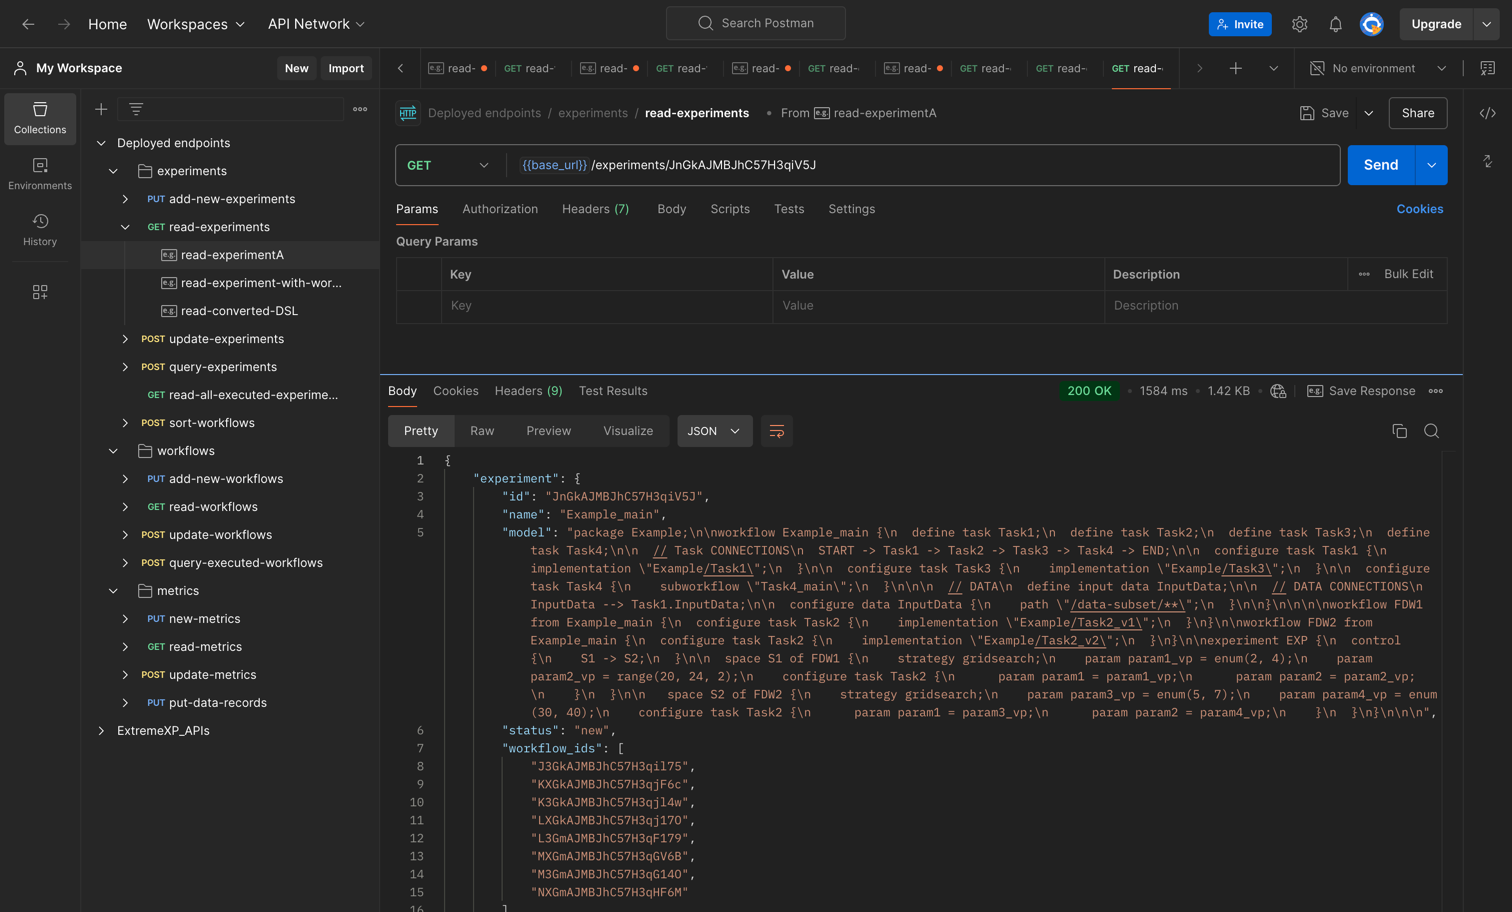 Home
Workspaces
API Network
Search Postman
Invite
Upgrade
My Workspace
New
Import
e.g. read-
GET read-
e.g. read-
GET read-
e.g. read-
GET read-
e.g. read-
GET read-
GET read-
GET read-
No environment
Collections
Environments
History
Deployed endpoints
experiments
PUT add-new-experiments
GET read-experiments
e.g. read-experimentA
e.g. read-experiment-with-wor...
e.g. read-converted-DSL
POST update-experiments
POST query-experiments
GET read-all-executed-experime...
POST sort-workflows
workflows
PUT add-new-workflows
GET read-workflows
POST update-workflows
POST query-executed-workflows
metrics
PUT new-metrics
GET read-metrics
POST update-metrics
PUT put-data-records
ExtremeXP_APIs
HTTP Deployed endpoints / experiments / read-experiments • From e.g. read-experimentA
Save
Share
GET
{{base_url}} /experiments/JnGkAJMBJhC57H3qiV5J
Send
Params Authorization Headers (7) Body Scripts Tests Settings
Cookies
Query Params
Key Value Description ••• Bulk Edit
Key Value Description
Body Cookies Headers (9) Test Results
200 OK • 1584 ms • 1.42 KB
e.g. Save Response
Pretty Raw Preview Visualize JSON
1 {
2 "experiment": {
3 "id": "JnGkAJMBJhC57H3qiV5J",
4 "name": "Example_main",
5 "model": "package Example;\n\nworkflow Example_main {\n  define task Task1;\n  define task Task2;\n  define task Task3;\n  define
task Task4;\n\n  // Task CONNECTIONS\n  START -> Task1 -> Task2 -> Task3 -> Task4 -> END;\n\n  configure task Task1 {\n
implementation \"Example/Task1\";\n  }\n\n  configure task Task3 {\n    implementation \"Example/Task3\";\n  }\n\n  configure
task Task4 {\n    subworkflow \"Task4_main\";\n  }\n\n\n  // DATA\n  define input data InputData;\n\n  // DATA CONNECTIONS\n
InputData --> Task1.InputData;\n\n  configure data InputData {\n    path \"/data-subset/**\";\n  }\n\n}\n\n\n\nworkflow FDW1
from Example_main {\n  configure task Task2 {\n    implementation \"Example/Task2_v1\";\n  }\n}\n\nworkflow FDW2 from
Example_main {\n  configure task Task2 {\n    implementation \"Example/Task2_v2\";\n  }\n}\n\nexperiment EXP {\n  control
{\n    S1 -> S2;\n  }\n\n  space S1 of FDW1 {\n    strategy gridsearch;\n    param param1_vp = enum(2, 4);\n    param
param2_vp = range(20, 24, 2);\n    configure task Task2 {\n      param param1 = param1_vp;\n      param param2 = param2_vp;
\n    }\n  }\n\n  space S2 of FDW2 {\n    strategy gridsearch;\n    param param3_vp = enum(5, 7);\n    param param4_vp = enum
(30, 40);\n    configure task Task2 {\n      param param1 = param3_vp;\n      param param2 = param4_vp;\n    }\n  }\n}\n\n\n",
6 "status": "new",
7 "workflow_ids": [
8 "J3GkAJMBJhC57H3qil75",
9 "KXGkAJMBJhC57H3qjF6c",
10 "K3GkAJMBJhC57H3qjl4w",
11 "LXGkAJMBJhC57H3qj17O",
12 "L3GmAJMBJhC57H3qF179",
13 "MXGmAJMBJhC57H3qGV6B",
14 "M3GmAJMBJhC57H3qG14O",
15 "NXGmAJMBJhC57H3qHF6M"
16 ]